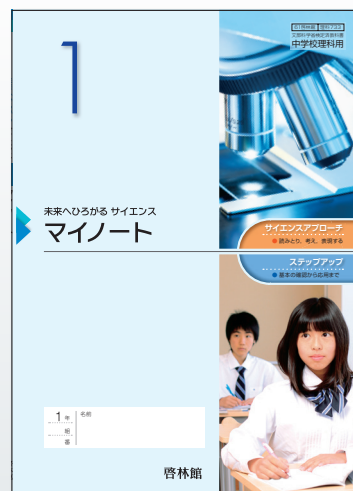 1
61啓林館 理科733
文部科学省検定済教科書
中学校理科用
未来へひろがる サイエンス
マイノート
サイエンスアプローチ
● 読みとり、考え、表現する
ステップアップ
● 基本の確認から応用まで
1年
組
番
名前
啓林館